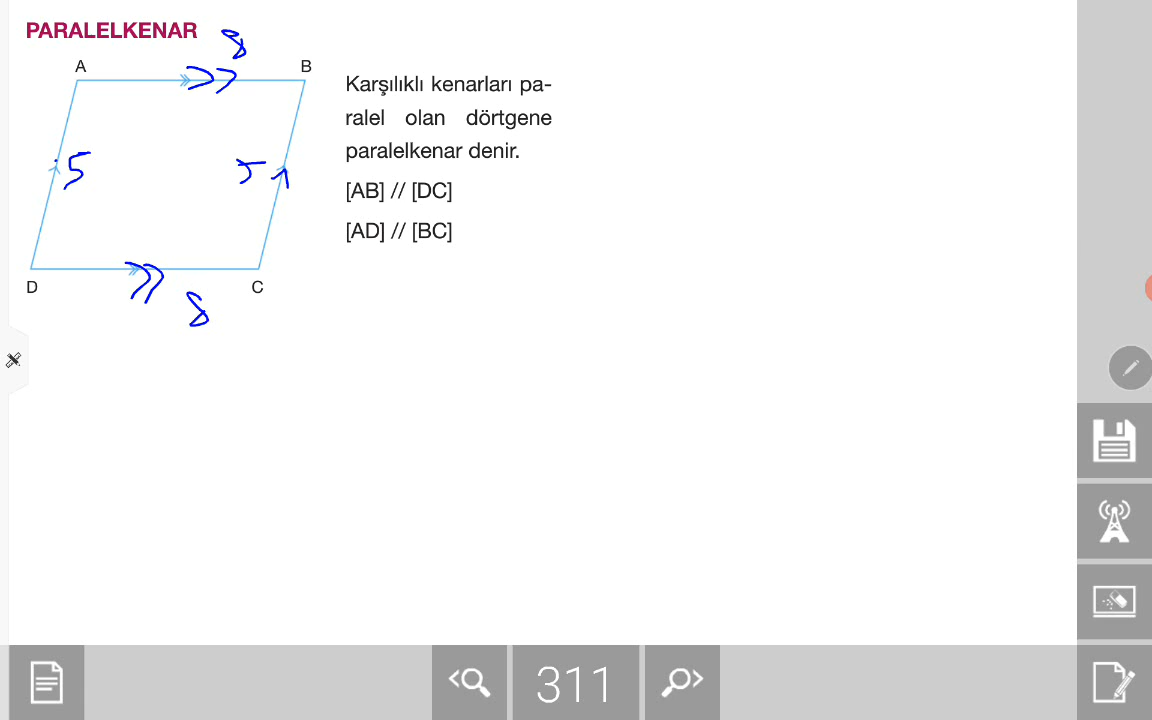 PARALELKENAR
8
A
B
Karşılıklı kenarları pa-
ralel olan dörtgene
paralelkenar denir.
5
5
[AB] // [DC]
[AD] // [BC]
D
C
8
311